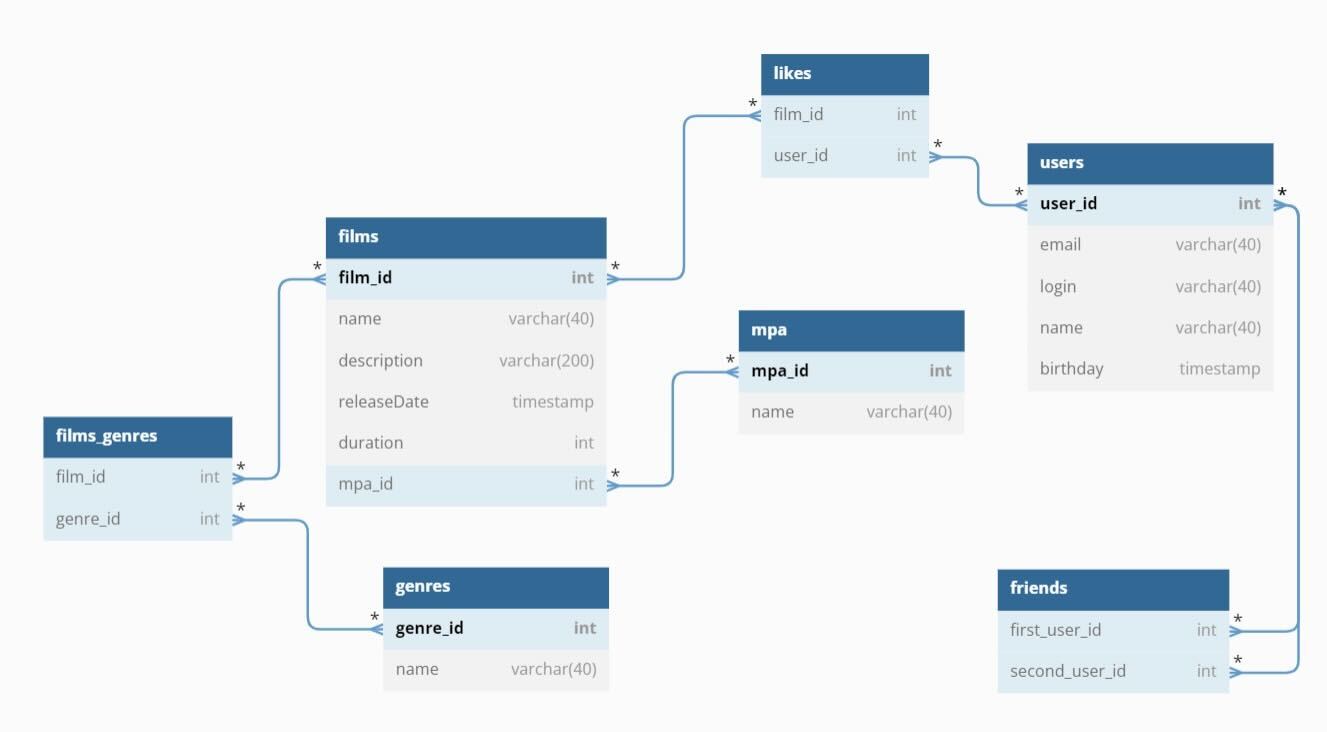 likes
*
film_id int
user_id int *
users
* user_id int *
email varchar(40)
login varchar(40)
name varchar(40)
birthday timestamp
films
* film_id int *
name varchar(40)
description varchar(200)
releaseDate timestamp
duration int
mpa_id int *
mpa
* mpa_id int
name varchar(40)
films_genres
film_id int *
genre_id int *
genres
* genre_id int
name varchar(40)
friends
first_user_id int *
second_user_id int *